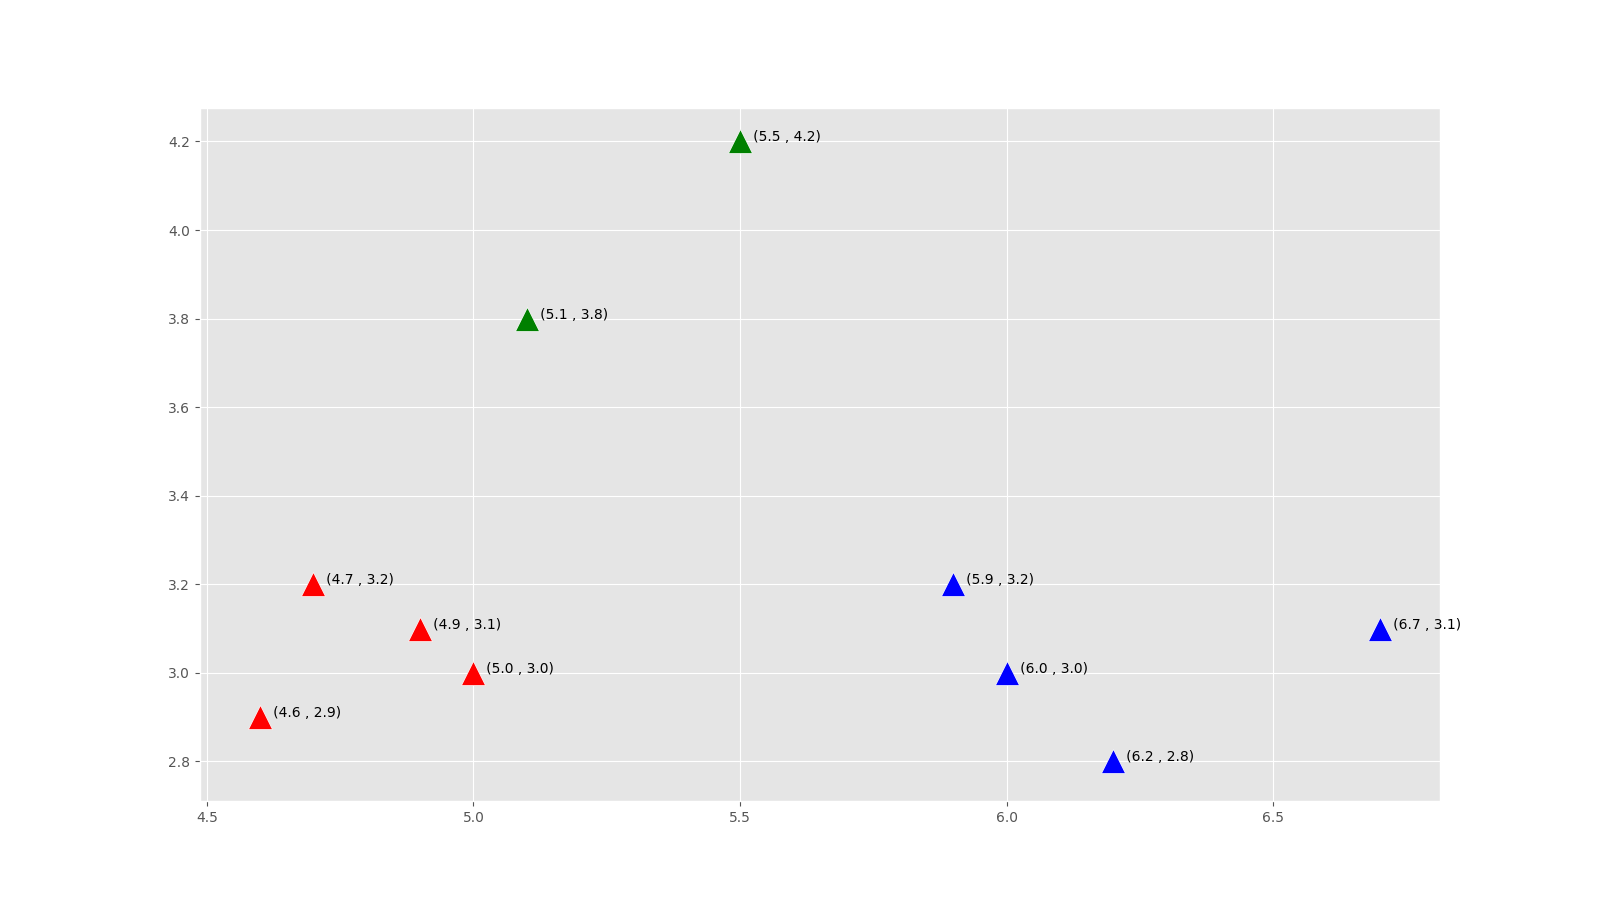 4.2
(5.5 , 4.2)
4.0
3.8
(5.1 , 3.8)
3.6
3.4
3.2
(4.7 , 3.2)
(5.9 , 3.2)
(4.9 , 3.1)
(6.7 , 3.1)
3.0
(5.0 , 3.0)
(6.0 , 3.0)
(4.6 , 2.9)
2.8
(6.2 , 2.8)
4.5 5.0 5.5 6.0 6.5